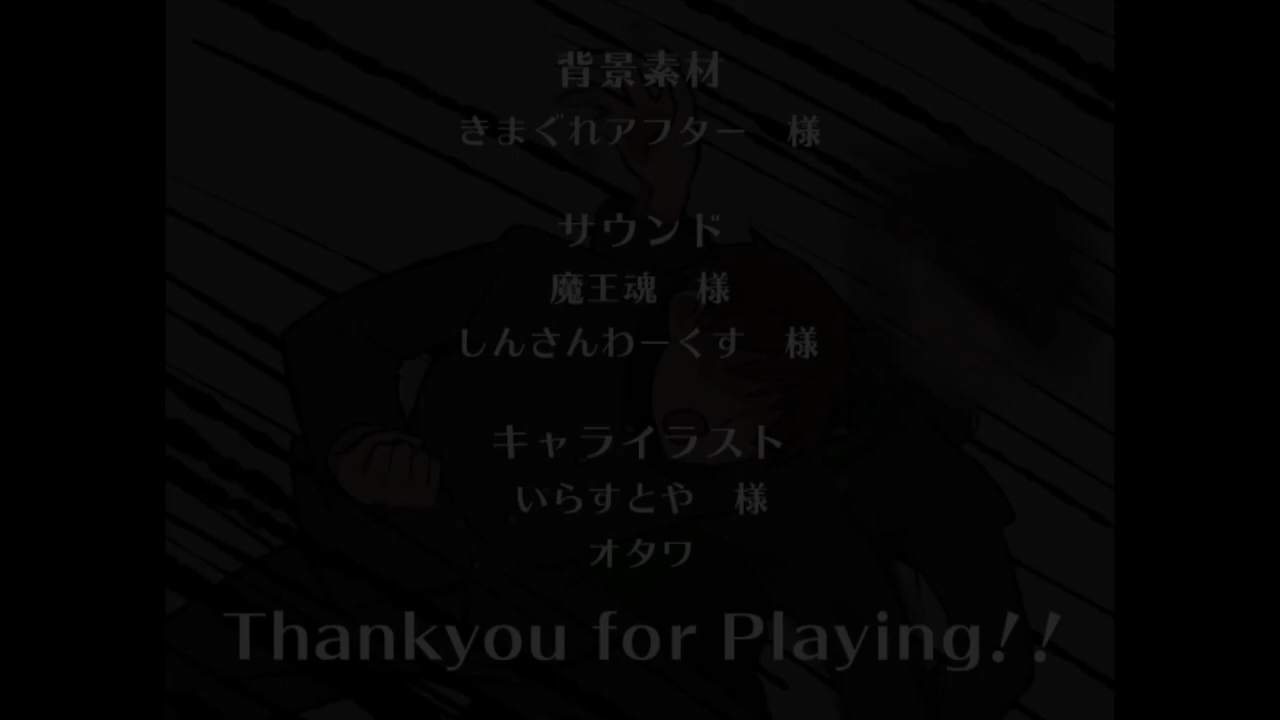 背景素材
きまぐれアフター　様
サウンド
魔王魂　様
しんさんわーくす　様
キャライラスト
いらすとや　様
オタワ
Thankyou for Playing!!